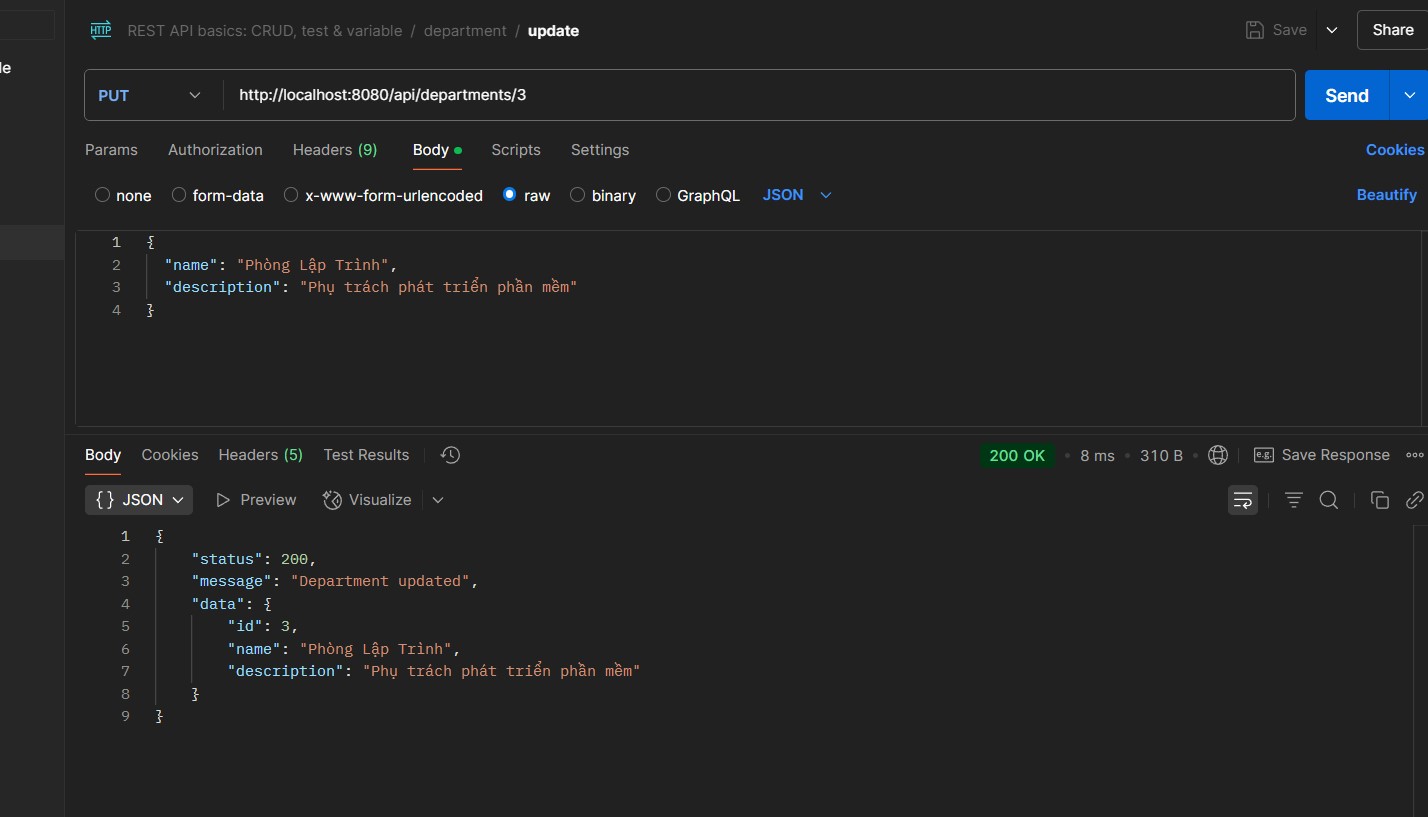 HTTP REST API basics: CRUD, test & variable / department / update Save Share
le
PUT http://localhost:8080/api/departments/3 Send
Params Authorization Headers (9) Body Scripts Settings Cookies
none form-data x-www-form-urlencoded raw binary GraphQL JSON Beautify
1 {
2 "name": "Phòng Lập Trình",
3 "description": "Phụ trách phát triển phần mềm"
4 }
Body Cookies Headers (5) Test Results 200 OK • 8 ms • 310 B • e.g. Save Response
{ } JSON Preview Visualize
1 {
2 "status": 200,
3 "message": "Department updated",
4 "data": {
5 "id": 3,
6 "name": "Phòng Lập Trình",
7 "description": "Phụ trách phát triển phần mềm"
8 }
9 }